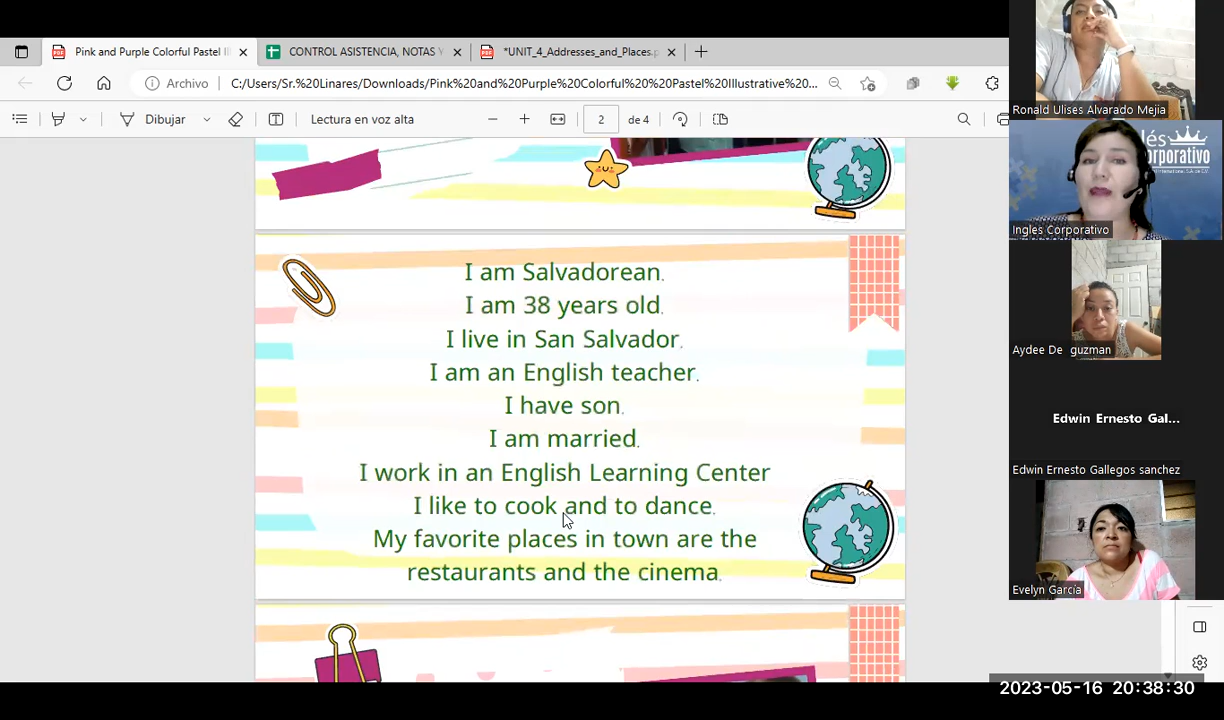 Pink and Purple Colorful Pastel Ill
CONTROL ASISTENCIA, NOTAS Y
*UNIT_4_Addresses_and_Places.p
Archivo
C:/Users/Sr.%20Linares/Downloads/Pink%20and%20Purple%20Colorful%20%20Pastel%20Illustrative%20...
Dibujar
Lectura en voz alta
2
de 4
I am Salvadorean.
I am 38 years old.
I live in San Salvador.
I am an English teacher.
I have son.
I am married.
I work in an English Learning Center
I like to cook and to dance.
My favorite places in town are the
restaurants and the cinema.
Ronald Ulises Alvarado Mejia
lés
orporativo
Ingles Corporativo
Aydee De guzman
Edwin Ernesto Gal...
Edwin Ernesto Gallegos sanchez
Evelyn García
2023-05-16 20:38:30